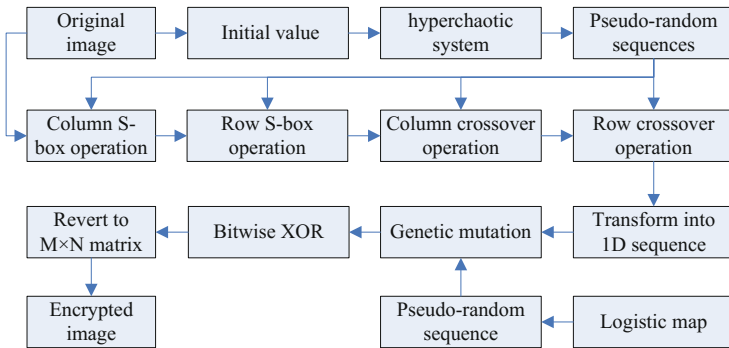 Original
image
Initial value
hyperchaotic
system
Pseudo-random
sequences
Column S-
box operation
Row S-box
operation
Column crossover
operation
Row crossover
operation
Revert to
M×N matrix
Bitwise XOR
Genetic mutation
Transform into
1D sequence
Encrypted
image
Pseudo-random
sequence
Logistic map